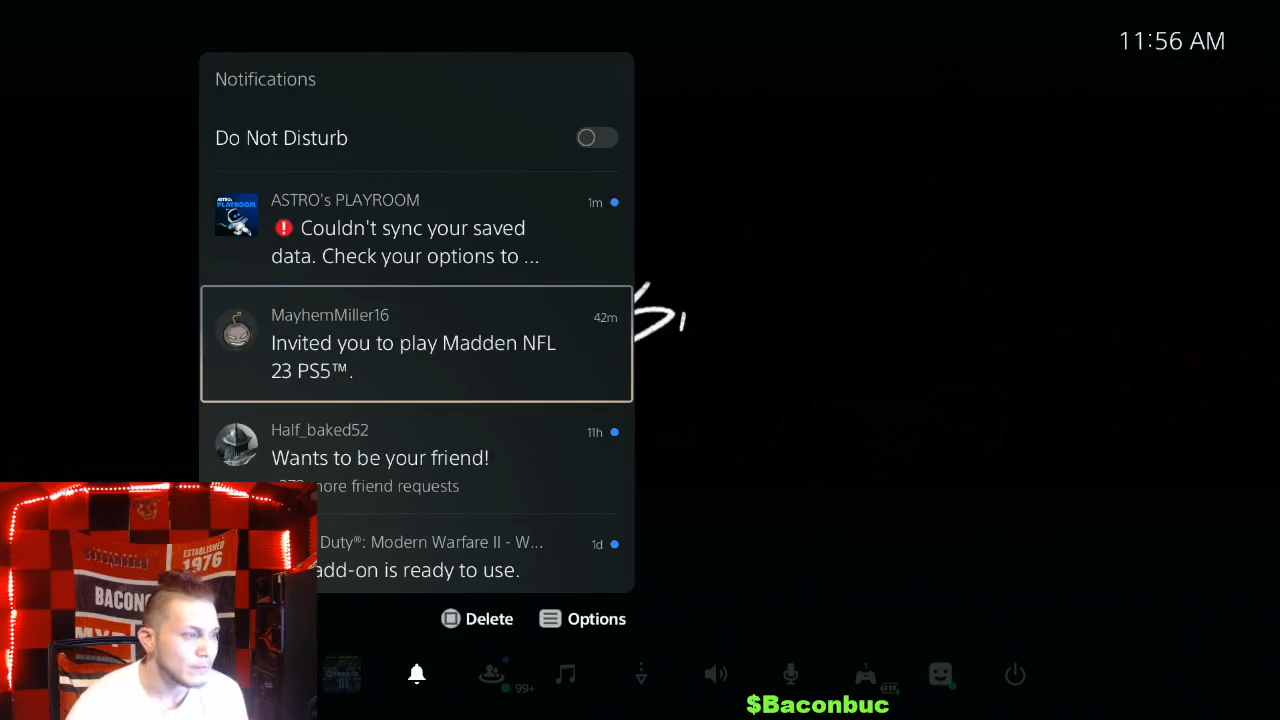 11:56 AM
Notifications
Do Not Disturb
ASTRO's PLAYROOM
1m
Couldn't sync your saved
data. Check your options to ...
MayhemMiller16
42m
Invited you to play Madden NFL
23 PS5™.
Half_baked52
11h
Wants to be your friend!
more friend requests
Duty®: Modern Warfare II - W...
1d
add-on is ready to use.
ESTABLISHED
1976
Delete
Options
99+
$Baconbuc